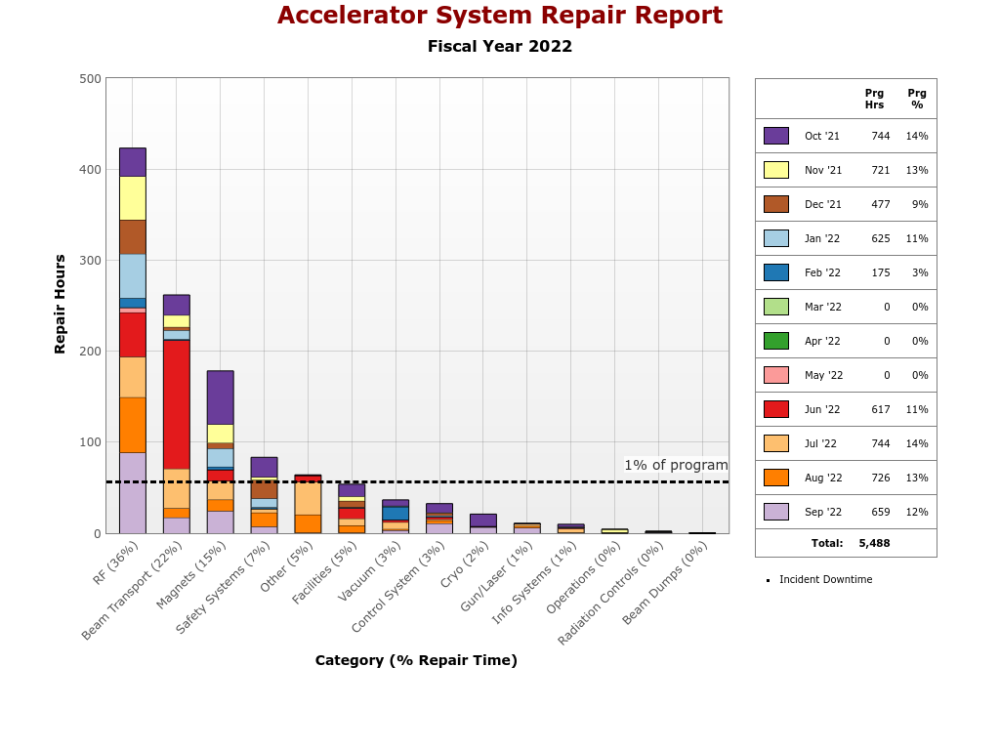 Accelerator System Repair Report
Fiscal Year 2022
500
400
300
200
100
0
Repair Hours
1% of program
RF (36%)
Beam Transport (22%)
Magnets (15%)
Safety Systems (7%)
Other (5%)
Facilities (5%)
Vacuum (3%)
Control System (3%)
Cryo (2%)
Gun/Laser (1%)
Info Systems (1%)
Operations (0%)
Radiation Controls (0%)
Beam Dumps (0%)
Category (% Repair Time)
Prg Prg
Hrs %
Oct '21 744 14%
Nov '21 721 13%
Dec '21 477 9%
Jan '22 625 11%
Feb '22 175 3%
Mar '22 0 0%
Apr '22 0 0%
May '22 0 0%
Jun '22 617 11%
Jul '22 744 14%
Aug '22 726 13%
Sep '22 659 12%
Total: 5,488
▪ Incident Downtime